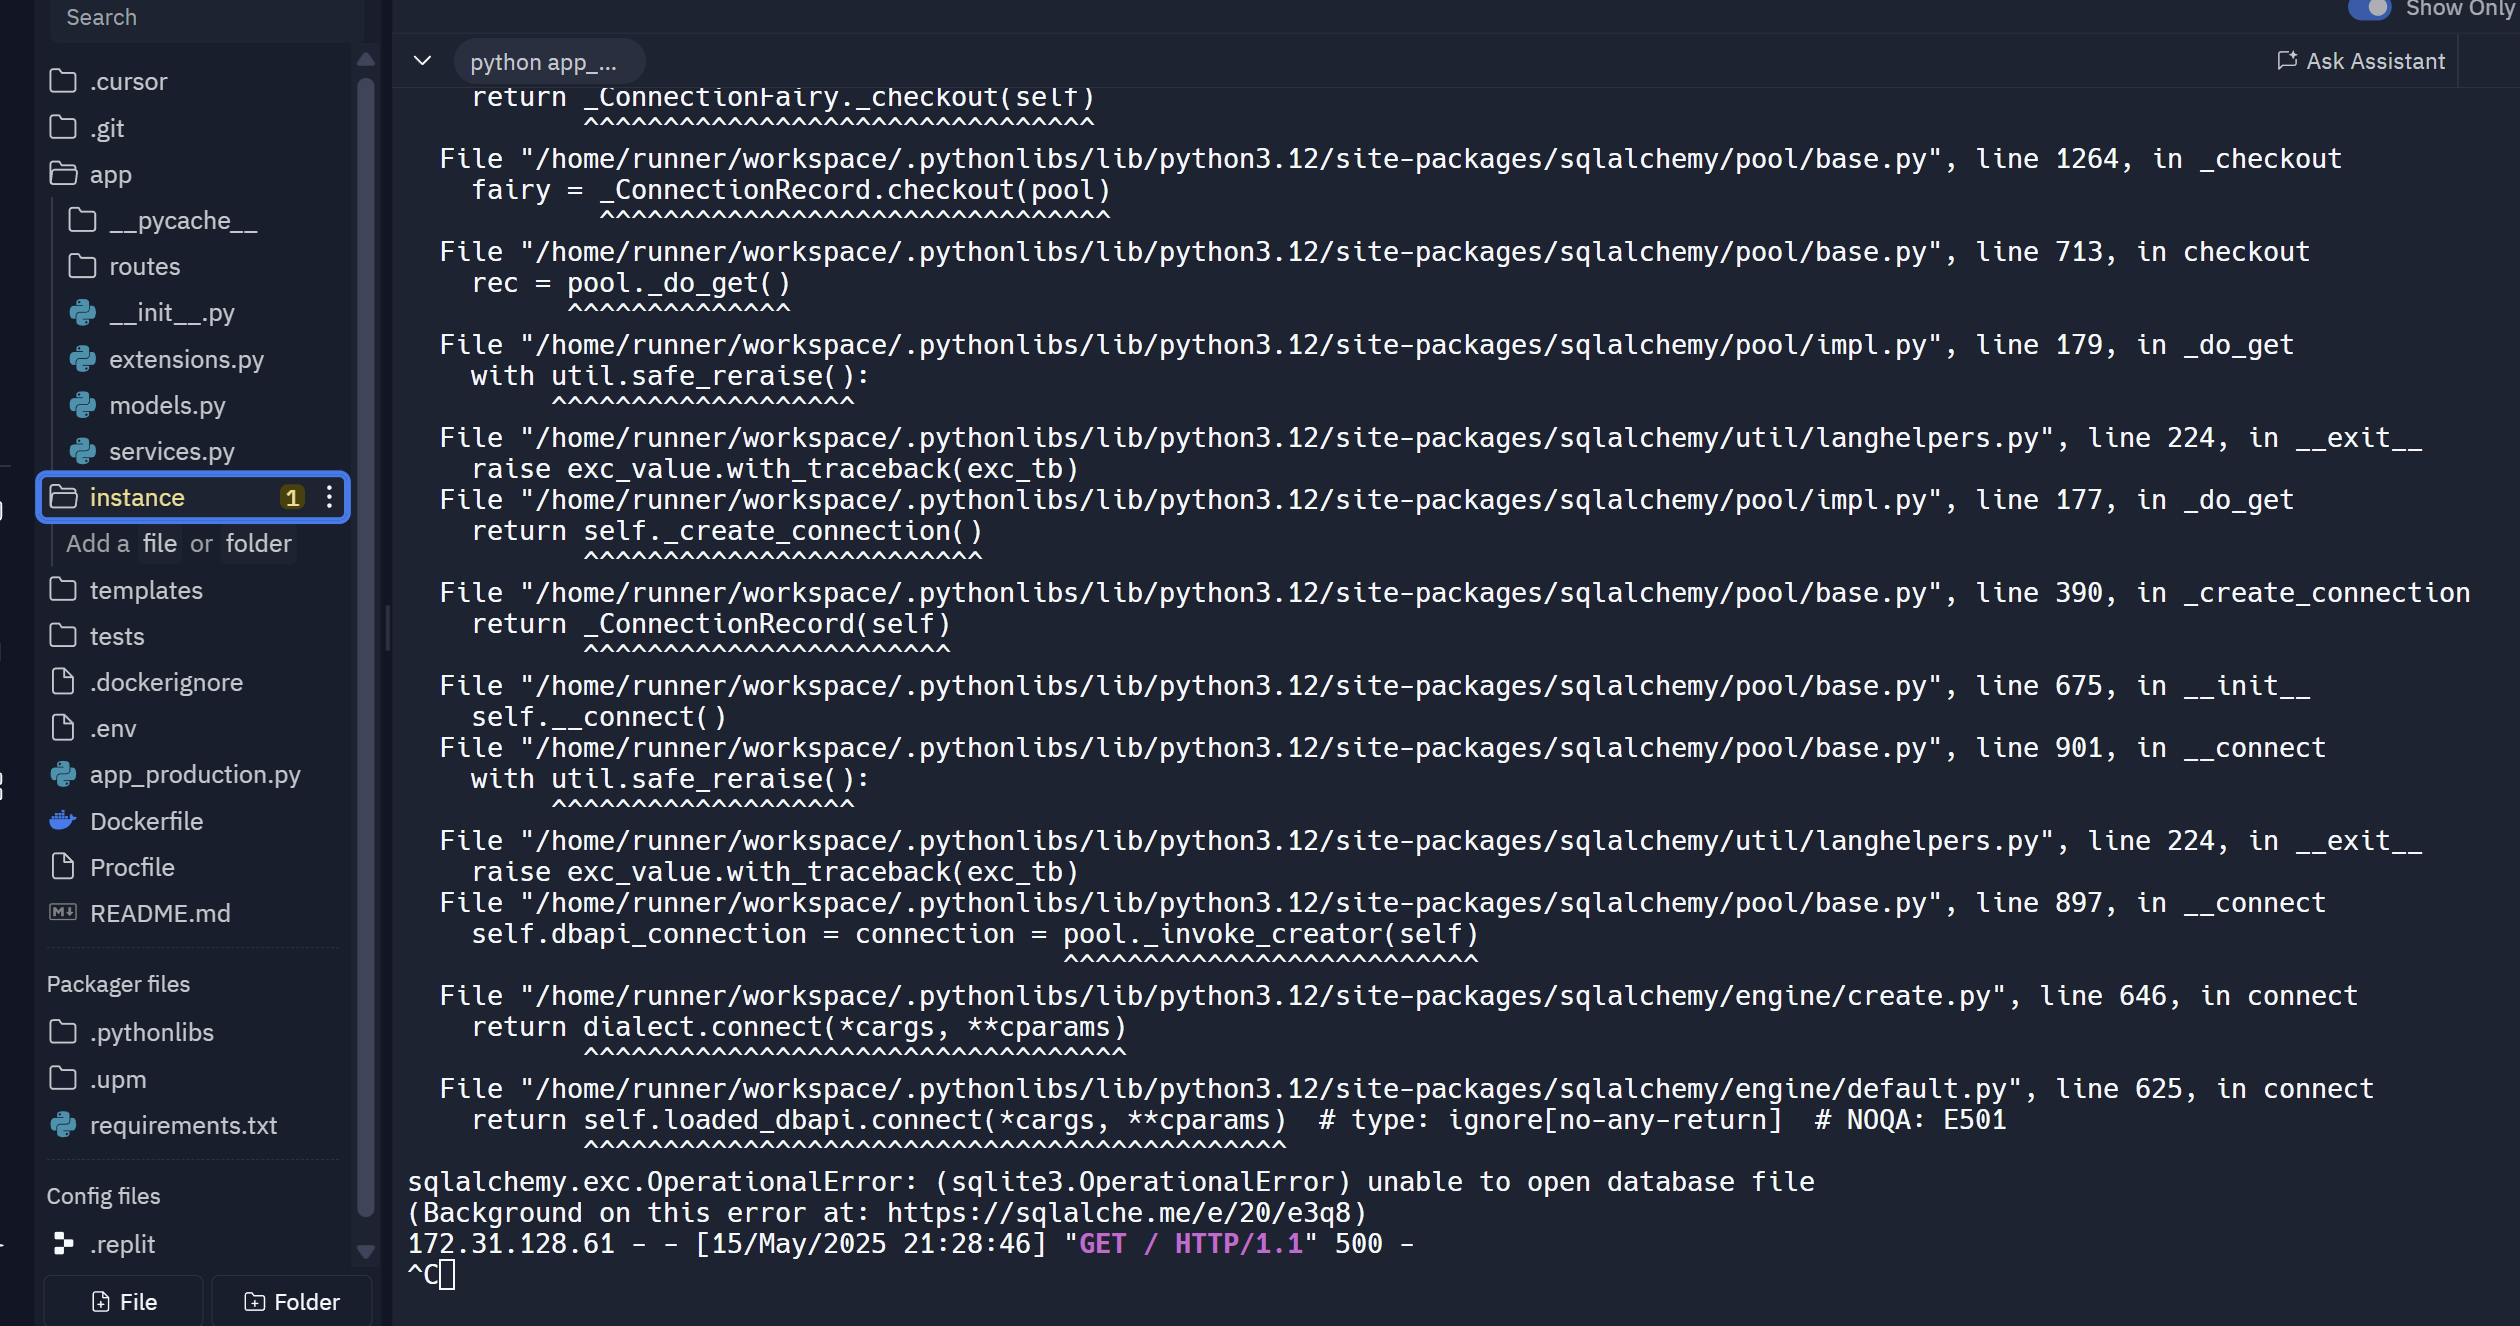 Search
.cursor
.git
app
__pycache__
routes
__init__.py
extensions.py
models.py
services.py
instance 1
Add a file or folder
templates
tests
.dockerignore
.env
app_production.py
Dockerfile
Procfile
README.md
Packager files
.pythonlibs
.upm
requirements.txt
Config files
.replit
File
Folder
Show Only
python app_...
Ask Assistant
    return _ConnectionFairy._checkout(self)
           ^^^^^^^^^^^^^^^^^^^^^^^^^^^^^^^^
  File "/home/runner/workspace/.pythonlibs/lib/python3.12/site-packages/sqlalchemy/pool/base.py", line 1264, in _checkout
    fairy = _ConnectionRecord.checkout(pool)
            ^^^^^^^^^^^^^^^^^^^^^^^^^^^^^^^^
  File "/home/runner/workspace/.pythonlibs/lib/python3.12/site-packages/sqlalchemy/pool/base.py", line 713, in checkout
    rec = pool._do_get()
          ^^^^^^^^^^^^^^
  File "/home/runner/workspace/.pythonlibs/lib/python3.12/site-packages/sqlalchemy/pool/impl.py", line 179, in _do_get
    with util.safe_reraise():
         ^^^^^^^^^^^^^^^^^^^
  File "/home/runner/workspace/.pythonlibs/lib/python3.12/site-packages/sqlalchemy/util/langhelpers.py", line 224, in __exit__
    raise exc_value.with_traceback(exc_tb)
  File "/home/runner/workspace/.pythonlibs/lib/python3.12/site-packages/sqlalchemy/pool/impl.py", line 177, in _do_get
    return self._create_connection()
           ^^^^^^^^^^^^^^^^^^^^^^^^^
  File "/home/runner/workspace/.pythonlibs/lib/python3.12/site-packages/sqlalchemy/pool/base.py", line 390, in _create_connection
    return _ConnectionRecord(self)
           ^^^^^^^^^^^^^^^^^^^^^^^
  File "/home/runner/workspace/.pythonlibs/lib/python3.12/site-packages/sqlalchemy/pool/base.py", line 675, in __init__
    self.__connect()
  File "/home/runner/workspace/.pythonlibs/lib/python3.12/site-packages/sqlalchemy/pool/base.py", line 901, in __connect
    with util.safe_reraise():
         ^^^^^^^^^^^^^^^^^^^
  File "/home/runner/workspace/.pythonlibs/lib/python3.12/site-packages/sqlalchemy/util/langhelpers.py", line 224, in __exit__
    raise exc_value.with_traceback(exc_tb)
  File "/home/runner/workspace/.pythonlibs/lib/python3.12/site-packages/sqlalchemy/pool/base.py", line 897, in __connect
    self.dbapi_connection = connection = pool._invoke_creator(self)
                                         ^^^^^^^^^^^^^^^^^^^^^^^^^^
  File "/home/runner/workspace/.pythonlibs/lib/python3.12/site-packages/sqlalchemy/engine/create.py", line 646, in connect
    return dialect.connect(*cargs, **cparams)
           ^^^^^^^^^^^^^^^^^^^^^^^^^^^^^^^^^^
  File "/home/runner/workspace/.pythonlibs/lib/python3.12/site-packages/sqlalchemy/engine/default.py", line 625, in connect
    return self.loaded_dbapi.connect(*cargs, **cparams)  # type: ignore[no-any-return]  # NOQA: E501
           ^^^^^^^^^^^^^^^^^^^^^^^^^^^^^^^^^^^^^^^^^^^^
sqlalchemy.exc.OperationalError: (sqlite3.OperationalError) unable to open database file
(Background on this error at: https://sqlalche.me/e/20/e3q8)
172.31.128.61 - - [15/May/2025 21:28:46] "GET / HTTP/1.1" 500 -
^C